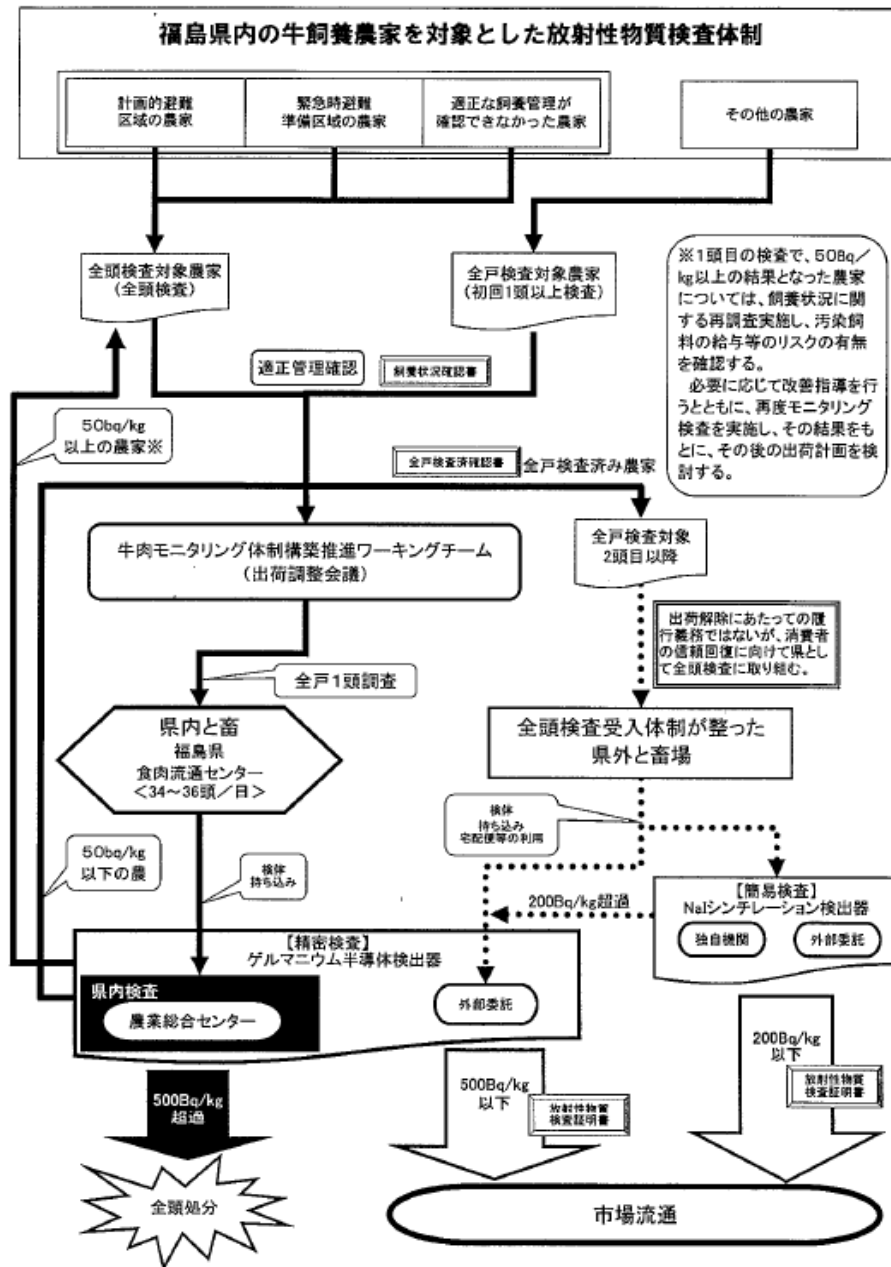 福島県内の牛飼養農家を対象とした放射性物質検査体制
計画的避難
区域の農家
緊急時避難
準備区域の農家
適正な飼養管理が
確認できなかった農家
その他の農家
全頭検査対象農家
(全頭検査)
全戸検査対象農家
(初回1頭以上検査)
※1頭目の検査で、50Bq/
kg以上の結果となった農家
については、飼養状況に関
する再調査実施し、汚染飼
料の給与等のリスクの有無
を確認する。
必要に応じて改善指導を行
うとともに、再度モニタリング
検査を実施し、その結果をも
とに、その後の出荷計画を検
討する。
適正管理確認
飼養状況確認書
50bq/kg
以上の農家※
全戸検査済確認書
全戸検査済み農家
牛肉モニタリング体制構築推進ワーキングチーム
(出荷調整会議)
全戸検査対象
2頭目以降
出荷解除にあたっての履
行義務ではないが、消費者
の信頼回復に向けて県とし
て全頭検査に取り組む。
全戸1頭調査
県内と畜
福島県
食肉流通センター
<34~36頭/日>
全頭検査受入体制が整った
県外と畜場
検体
持ち込み
宅配便等の利用
50bq/kg
以下の農
検体
持ち込み
200Bq/kg超過
【簡易検査】
NaIシンチレーション検出器
独自機関
外部委託
【精密検査】
ゲルマニウム半導体検出器
県内検査
農業総合センター
外部委託
500Bq/kg
超過
500Bq/kg
以下
放射性物質
検査証明書
200Bq/kg
以下
放射性物質
検査証明書
全頭処分
市場流通